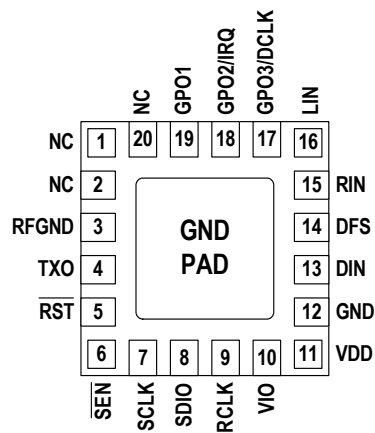 NC
GPO1
GPO2/IRQ
GPO3/DCLK
LIN
NC 1 20 19 18 17 16
NC 2 15 RIN
RFGND 3 14 DFS
GND
TXO 4 13 DIN
PAD
RST 5 12 GND
6 7 8 9 10 11 VDD
SEN
SCLK
SDIO
RCLK
VIO